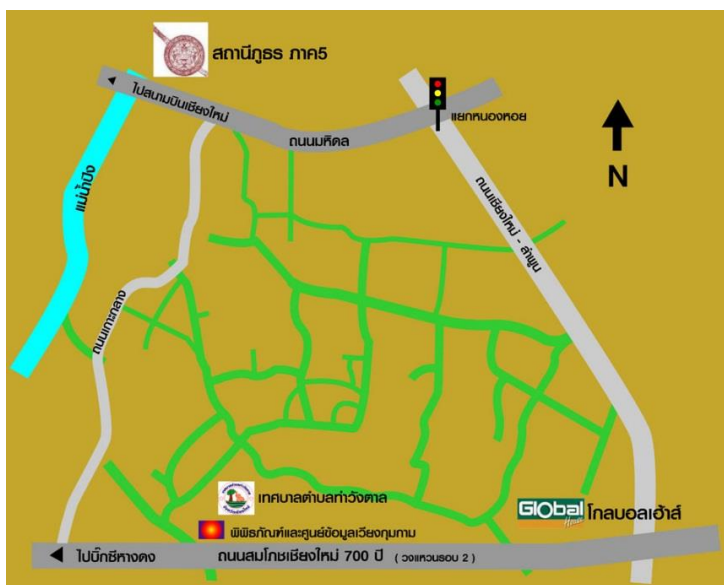 สถานีภูธร ภาค5
ไปสนามบินเชียงใหม่
แยกหนองหอย
ถนนมหิดล
N
แม่น้ำปิง
ถนนเชียงใหม่ - ลำพูน
ถนนเกาะกลาง
เทศบาลตำบลท่าวังตาล
Global
House
โกลบอลเฮ้าส์
พิพิธภัณฑ์และศูนย์ข้อมูลเวียงกุมกาม
ไปบิ๊กซีหางดง
ถนนสมโภชเชียงใหม่ 700 ปี ( วงแหวนรอบ 2 )